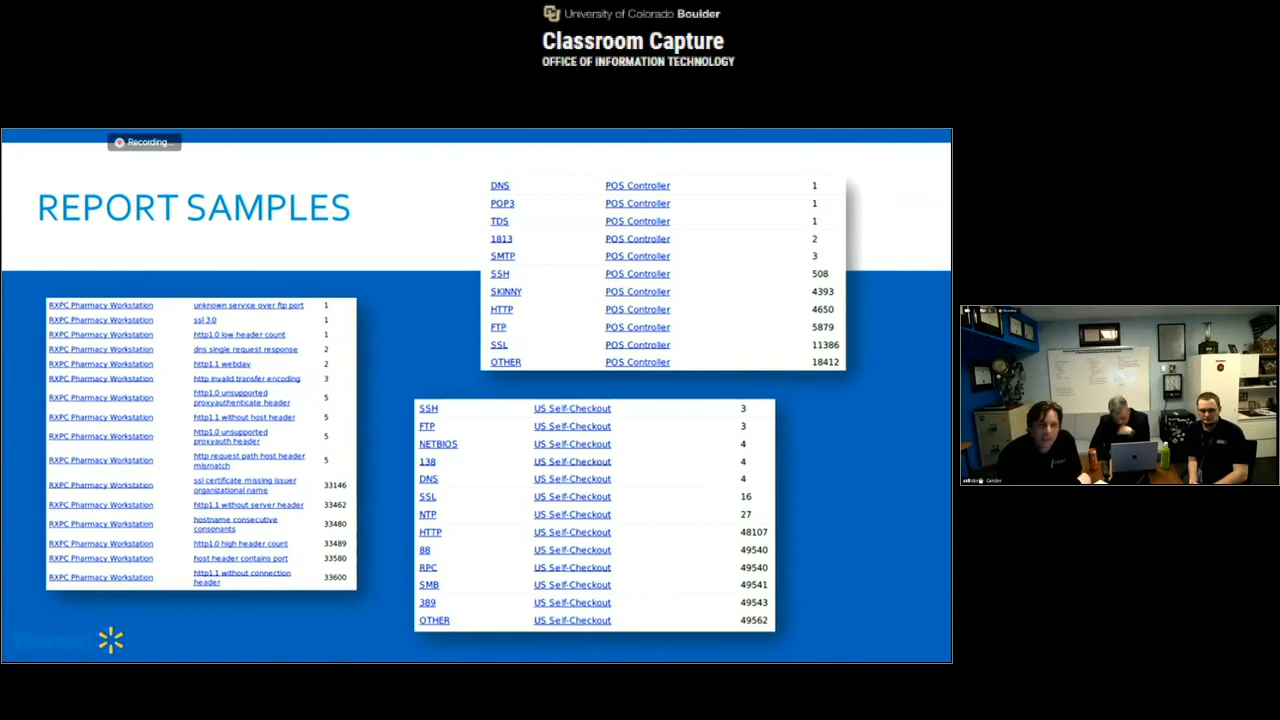 University of Colorado Boulder
Classroom Capture
OFFICE OF INFORMATION TECHNOLOGY
Recording...
REPORT SAMPLES
DNS POS Controller 1
POP3 POS Controller 1
TDS POS Controller 1
1813 POS Controller 2
SMTP POS Controller 3
SSH POS Controller 508
SKINNY POS Controller 4393
HTTP POS Controller 4650
FTP POS Controller 5879
SSL POS Controller 11386
OTHER POS Controller 18412
RXPC Pharmacy Workstation unknown service over ftp port 1
RXPC Pharmacy Workstation ssl 3.0 1
RXPC Pharmacy Workstation http1.0 low header count 1
RXPC Pharmacy Workstation dns single request response 2
RXPC Pharmacy Workstation http1.1 webdav 2
RXPC Pharmacy Workstation http invalid transfer encoding 3
http1.0 unsupported
RXPC Pharmacy Workstation proxyauthenticate header 5
RXPC Pharmacy Workstation http1.1 without host header 5
http1.0 unsupported
RXPC Pharmacy Workstation proxyauth header 5
RXPC Pharmacy Workstation http request path host header 5
mismatch
ssl certificate missing issuer
RXPC Pharmacy Workstation organizational name 33146
RXPC Pharmacy Workstation http1.1 without server header 33462
RXPC Pharmacy Workstation hostname consecutive 33480
consonants
RXPC Pharmacy Workstation http1.0 high header count 33489
RXPC Pharmacy Workstation host header contains port 33580
RXPC Pharmacy Workstation http1.1 without connection 33600
header
SSH US Self-Checkout 3
FTP US Self-Checkout 3
NETBIOS US Self-Checkout 4
138 US Self-Checkout 4
DNS US Self-Checkout 4
SSL US Self-Checkout 16
NTP US Self-Checkout 27
HTTP US Self-Checkout 48107
88 US Self-Checkout 49540
RPC US Self-Checkout 49540
SMB US Self-Checkout 49541
389 US Self-Checkout 49543
OTHER US Self-Checkout 49562
Walmart